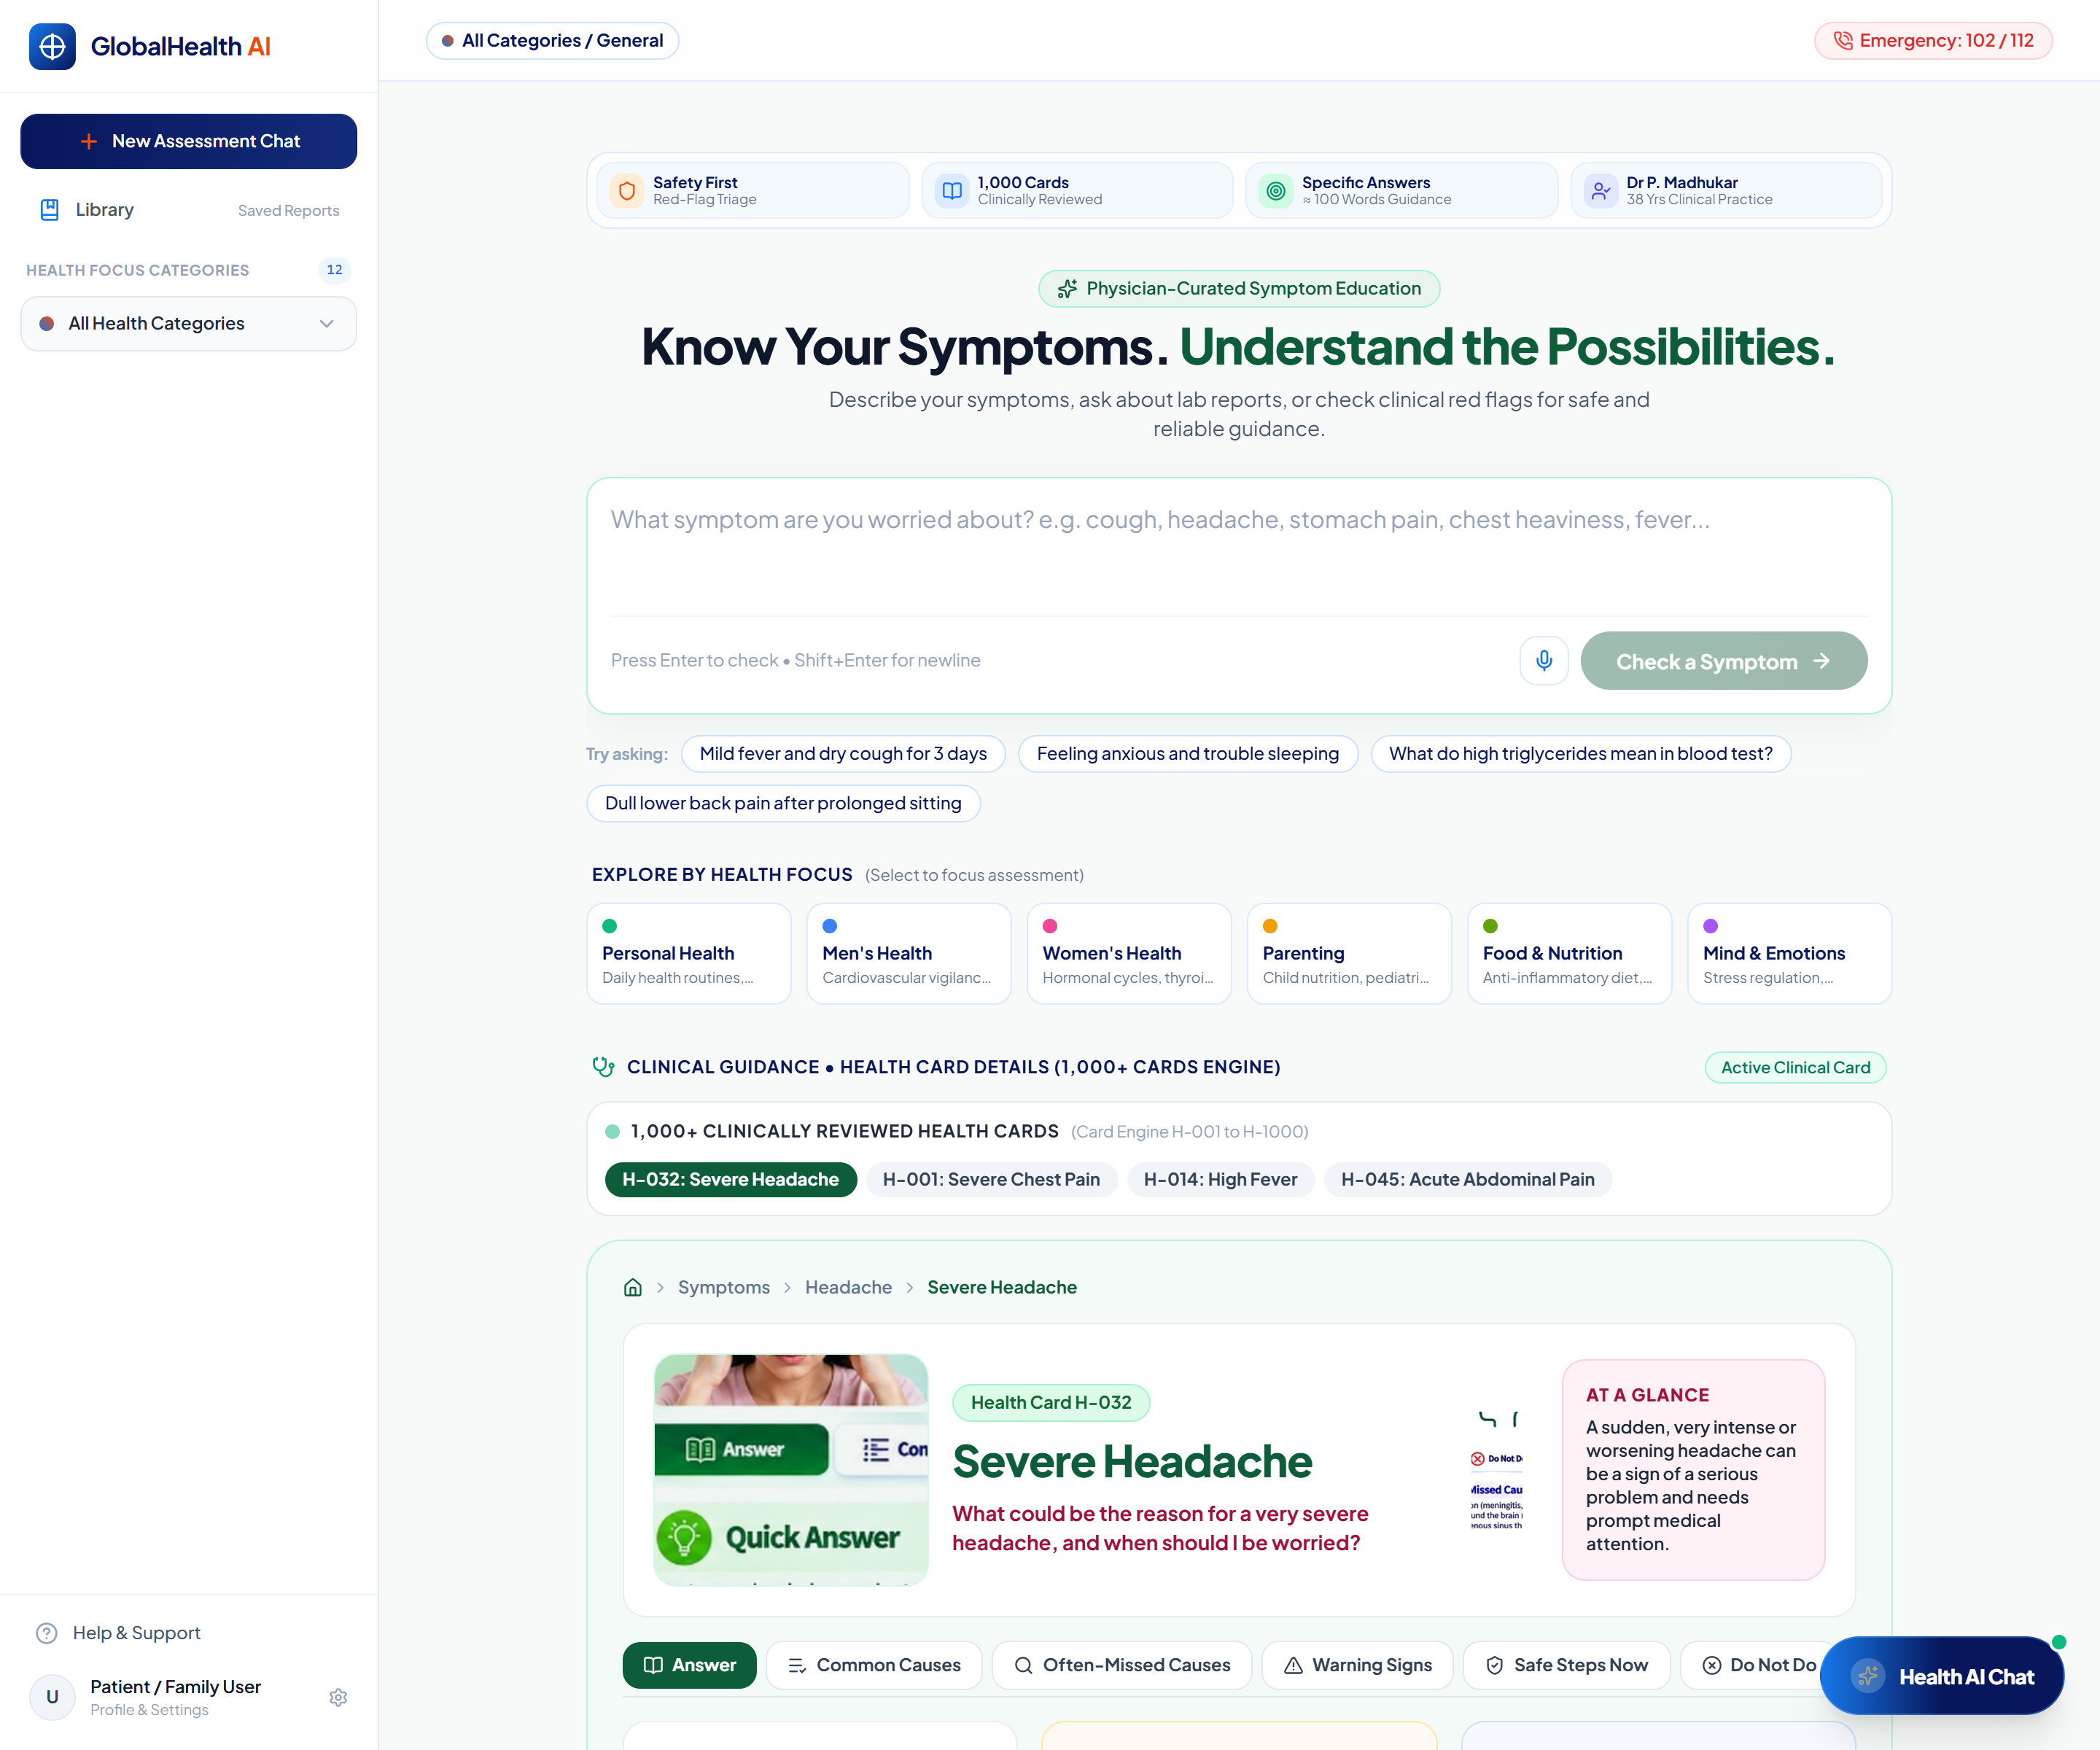 GlobalHealth AI
New Assessment Chat
Library
Saved Reports
HEALTH FOCUS CATEGORIES
12
All Health Categories
Help & Support
U
Patient / Family User
Profile & Settings
All Categories / General
Emergency: 102 / 112
Safety First
Red-Flag Triage
1,000 Cards
Clinically Reviewed
Specific Answers
≈ 100 Words Guidance
Dr P. Madhukar
38 Yrs Clinical Practice
Physician-Curated Symptom Education
Know Your Symptoms. Understand the Possibilities.
Describe your symptoms, ask about lab reports, or check clinical red flags for safe and
reliable guidance.
What symptom are you worried about? e.g. cough, headache, stomach pain, chest heaviness, fever...
Press Enter to check • Shift+Enter for newline
Check a Symptom
Try asking:
Mild fever and dry cough for 3 days
Feeling anxious and trouble sleeping
What do high triglycerides mean in blood test?
Dull lower back pain after prolonged sitting
EXPLORE BY HEALTH FOCUS (Select to focus assessment)
Personal Health
Daily health routines,...
Men's Health
Cardiovascular vigilanc...
Women's Health
Hormonal cycles, thyroi...
Parenting
Child nutrition, pediatri...
Food & Nutrition
Anti-inflammatory diet,...
Mind & Emotions
Stress regulation,...
CLINICAL GUIDANCE • HEALTH CARD DETAILS (1,000+ CARDS ENGINE)
Active Clinical Card
1,000+ CLINICALLY REVIEWED HEALTH CARDS (Card Engine H-001 to H-1000)
H-032: Severe Headache
H-001: Severe Chest Pain
H-014: High Fever
H-045: Acute Abdominal Pain
Symptoms
Headache
Severe Headache
Answer
Con
Quick Answer
Health Card H-032
Severe Headache
What could be the reason for a very severe
headache, and when should I be worried?
Do Not D
Missed Cau
on (meningitis,
und the brain
enous sinus th
AT A GLANCE
A sudden, very intense or
worsening headache can
be a sign of a serious
problem and needs
prompt medical
attention.
Answer
Common Causes
Often-Missed Causes
Warning Signs
Safe Steps Now
Do Not Do
Health AI Chat